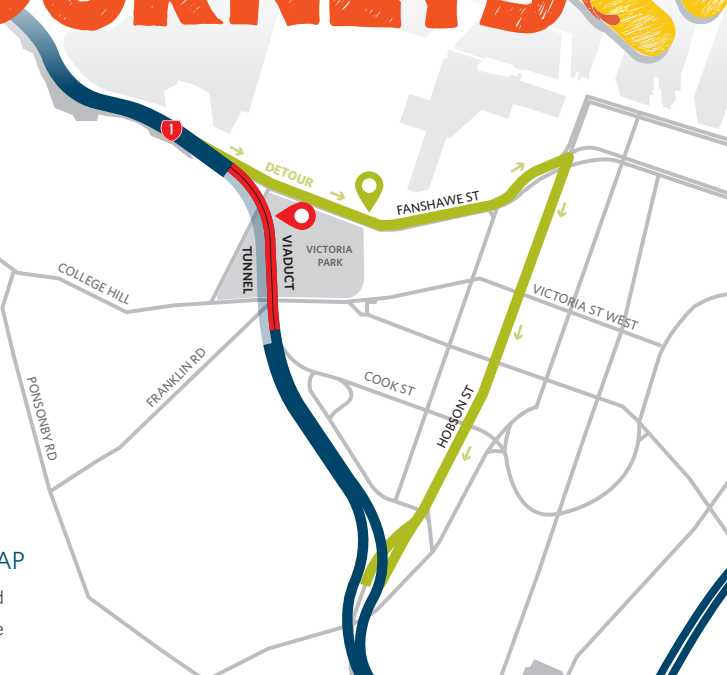 1
DETOUR
FANSHAWE ST
VIADUCT
TUNNEL
VICTORIA
PARK
COLLEGE HILL
VICTORIA ST WEST
FRANKLIN RD
COOK ST
PONSONBY RD
HOBSON ST
AP
d
e